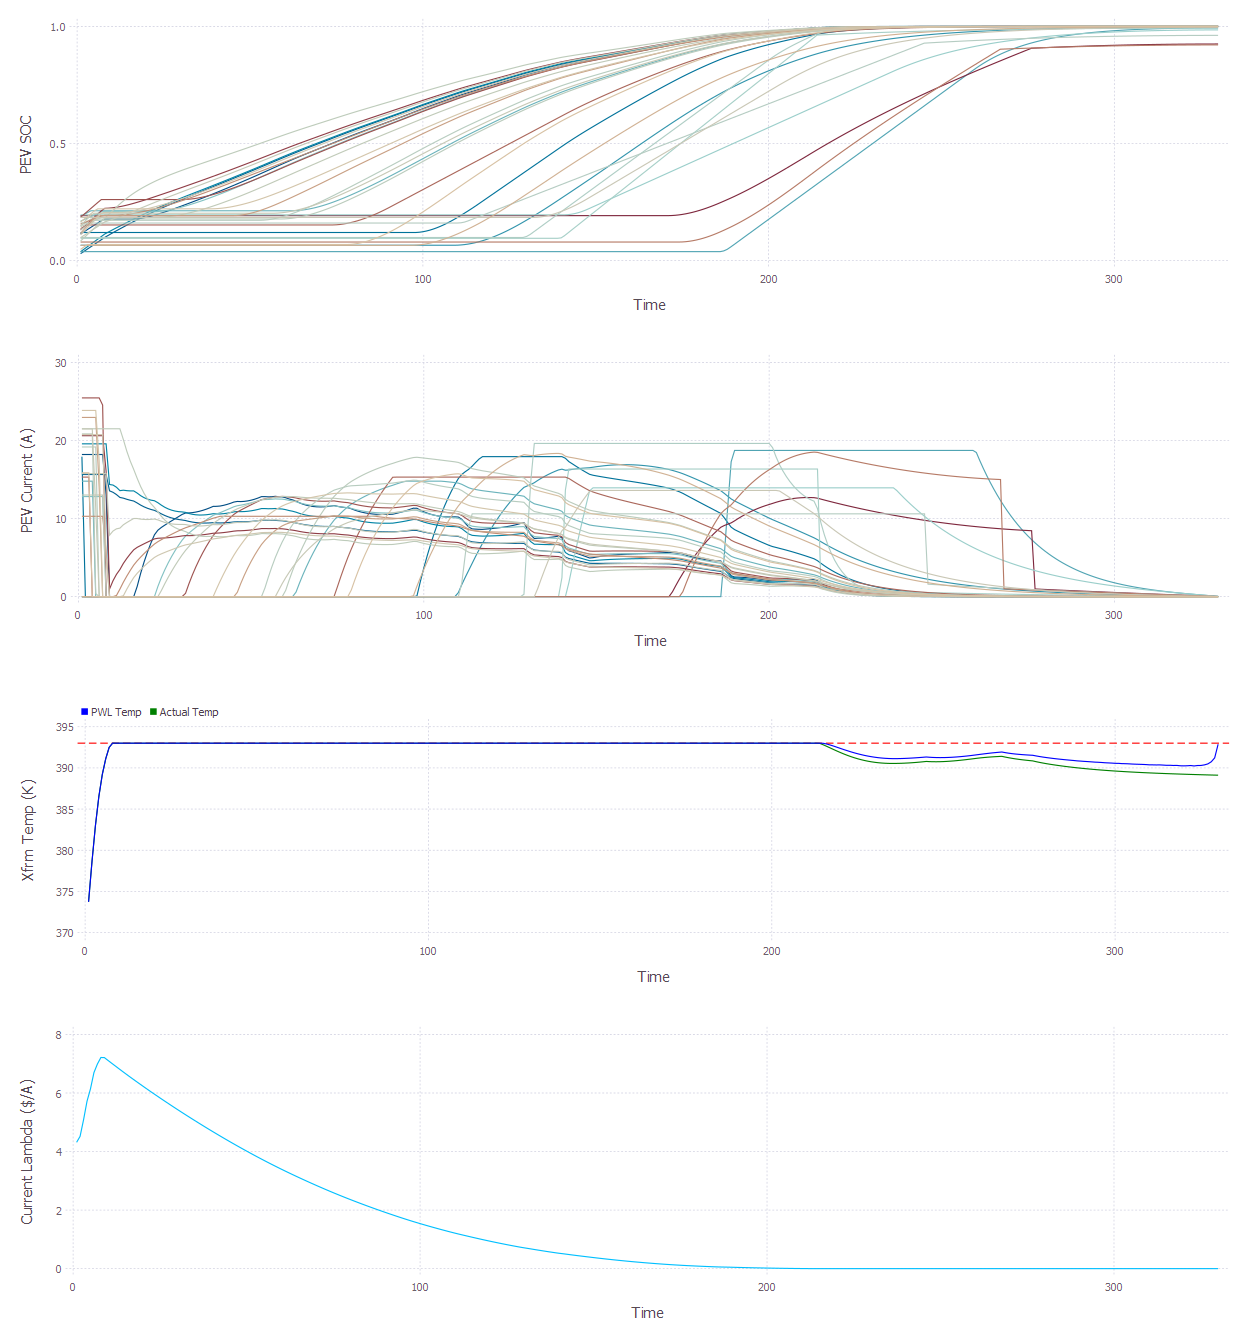 1.0
0.5
0.0
PEV SOC
0 100 200 300
Time
30
20
10
0
PEV Current (A)
0 100 200 300
Time
PWL Temp Actual Temp
395
390
385
380
375
370
Xfrm Temp (K)
0 100 200 300
Time
8
6
4
2
0
Current Lambda ($/A)
0 100 200 300
Time